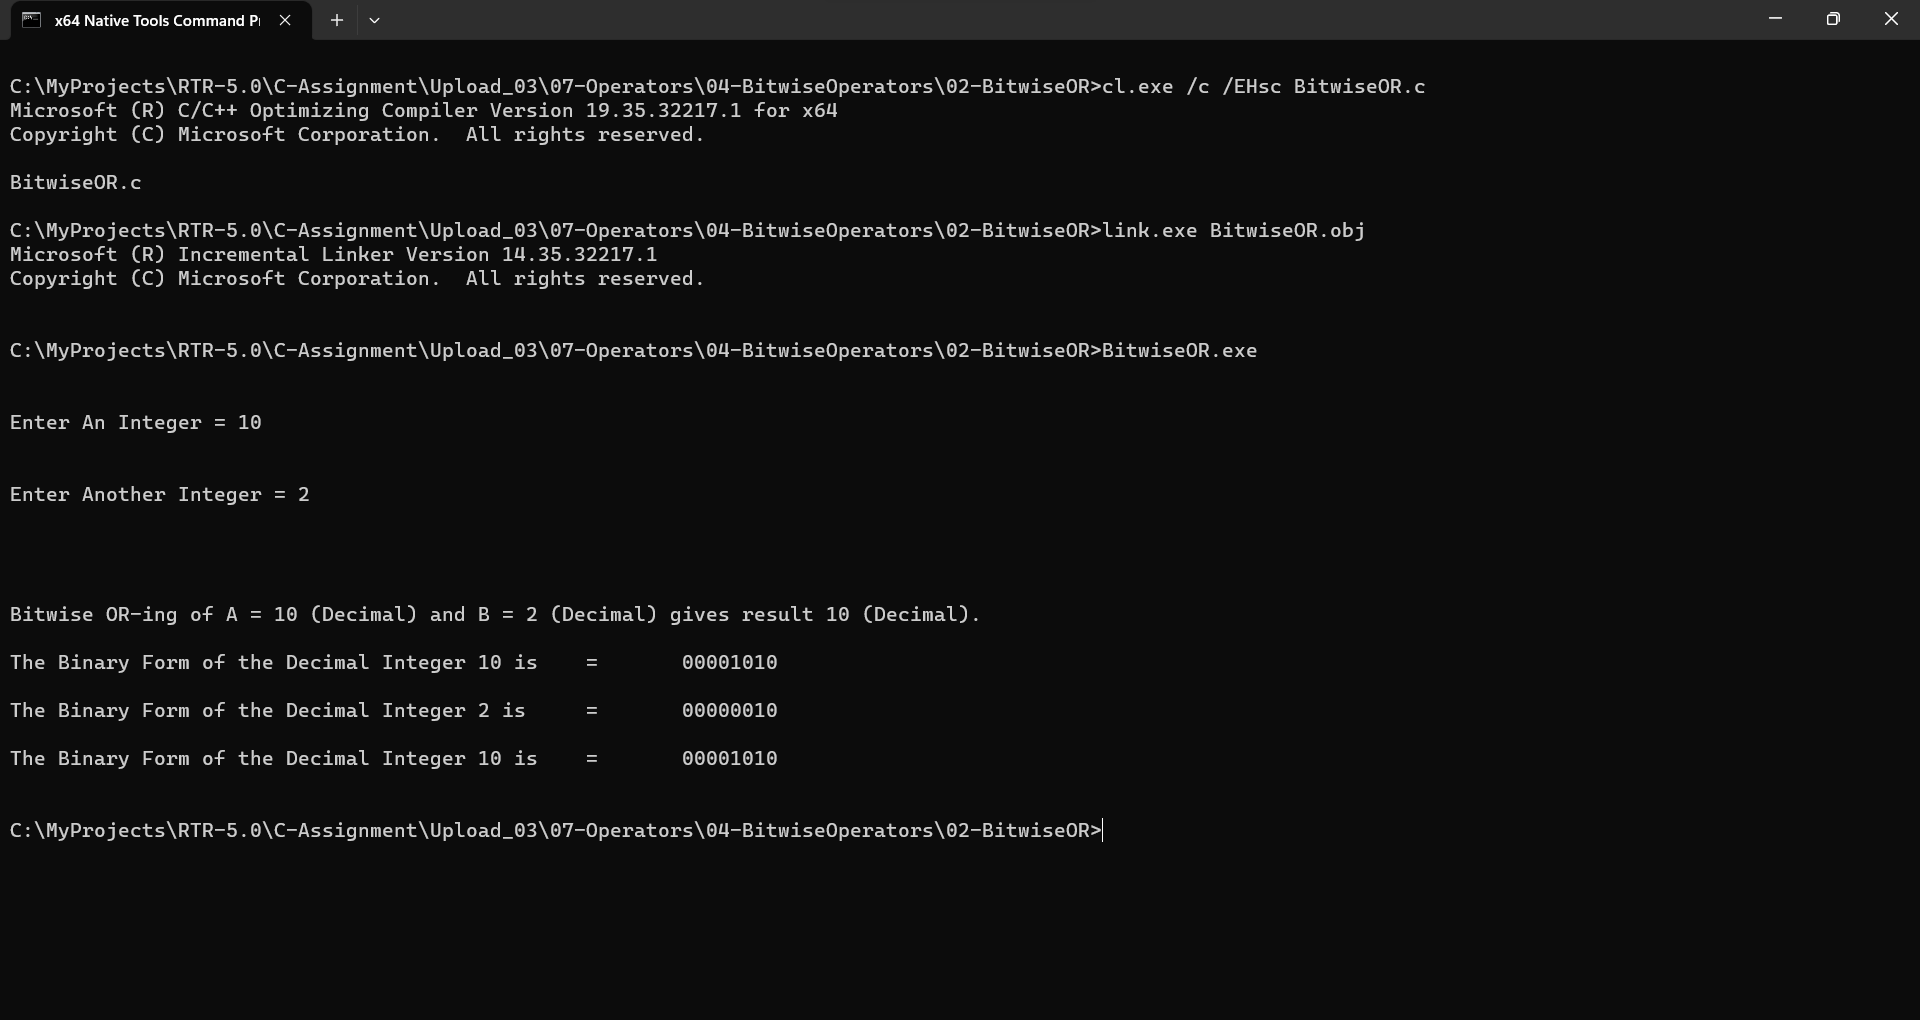 x64 Native Tools Command P
C:\MyProjects\RTR-5.0\C-Assignment\Upload_03\07-Operators\04-BitwiseOperators\02-BitwiseOR>cl.exe /c /EHsc BitwiseOR.c
Microsoft (R) C/C++ Optimizing Compiler Version 19.35.32217.1 for x64
Copyright (C) Microsoft Corporation.  All rights reserved.
BitwiseOR.c
C:\MyProjects\RTR-5.0\C-Assignment\Upload_03\07-Operators\04-BitwiseOperators\02-BitwiseOR>link.exe BitwiseOR.obj
Microsoft (R) Incremental Linker Version 14.35.32217.1
Copyright (C) Microsoft Corporation.  All rights reserved.
C:\MyProjects\RTR-5.0\C-Assignment\Upload_03\07-Operators\04-BitwiseOperators\02-BitwiseOR>BitwiseOR.exe
Enter An Integer = 10
Enter Another Integer = 2
Bitwise OR-ing of A = 10 (Decimal) and B = 2 (Decimal) gives result 10 (Decimal).
The Binary Form of the Decimal Integer 10 is    =       00001010
The Binary Form of the Decimal Integer 2 is     =       00000010
The Binary Form of the Decimal Integer 10 is    =       00001010
C:\MyProjects\RTR-5.0\C-Assignment\Upload_03\07-Operators\04-BitwiseOperators\02-BitwiseOR>